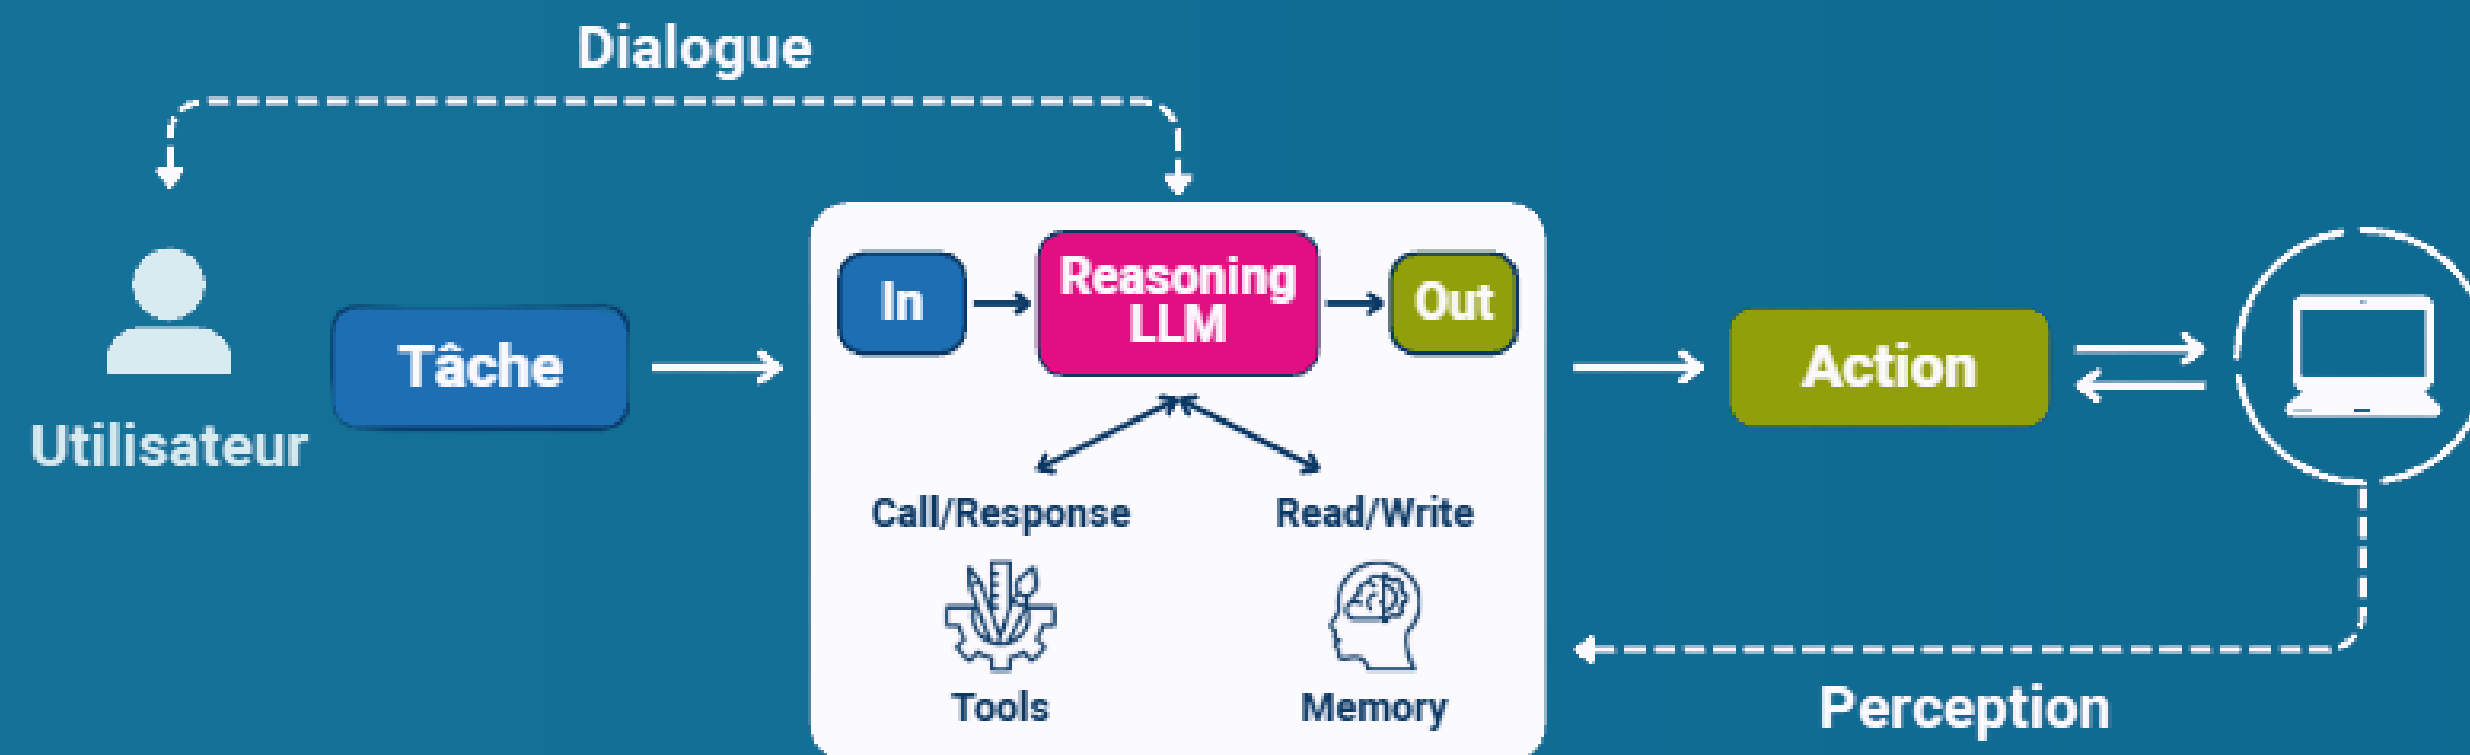 Dialogue
Utilisateur
Tâche
In
Reasoning
LLM
Out
Call/Response
Read/Write
Tools
Memory
Action
Perception